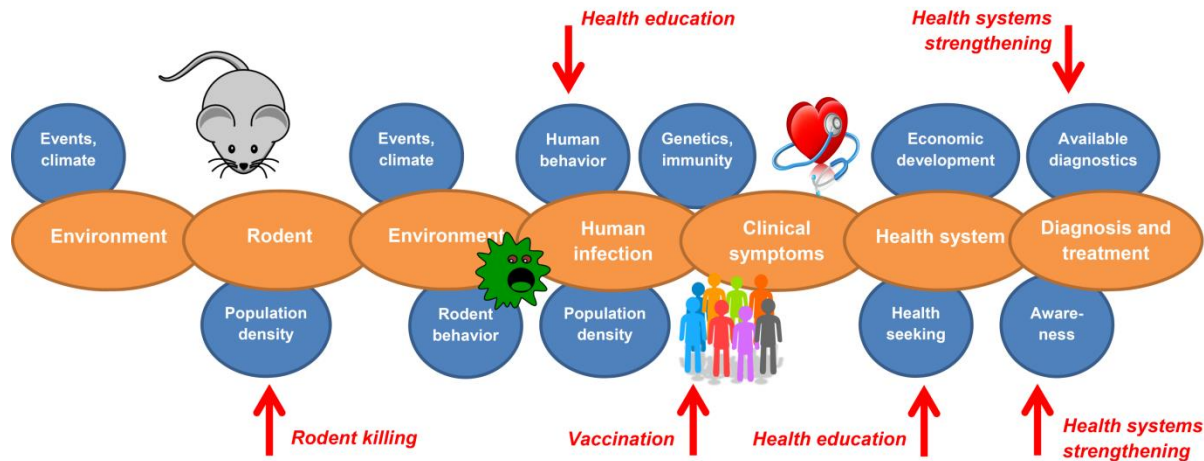 Health education
Health systems
strengthening
Events,
climate
Events,
climate
Human
behavior
Genetics,
immunity
Economic
development
Available
diagnostics
Environment
Rodent
Environment
Human
infection
Clinical
symptoms
Health system
Diagnosis and
treatment
Population
density
Rodent
behavior
Population
density
Health
seeking
Aware-
ness
Rodent killing
Vaccination
Health education
Health systems
strengthening